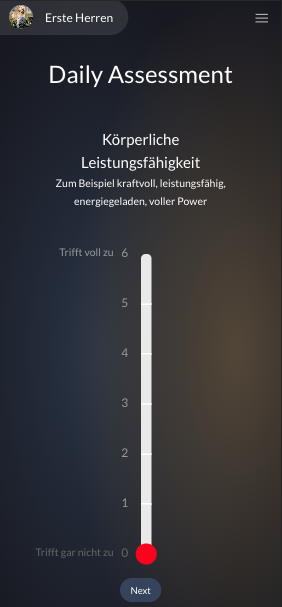 Erste Herren
Daily Assessment
Körperliche
Leistungsfähigkeit
Zum Beispiel kraftvoll, leistungsfähig,
energiegeladen, voller Power
Trifft voll zu 6
5
4
3
2
1
Trifft gar nicht zu 0
Next